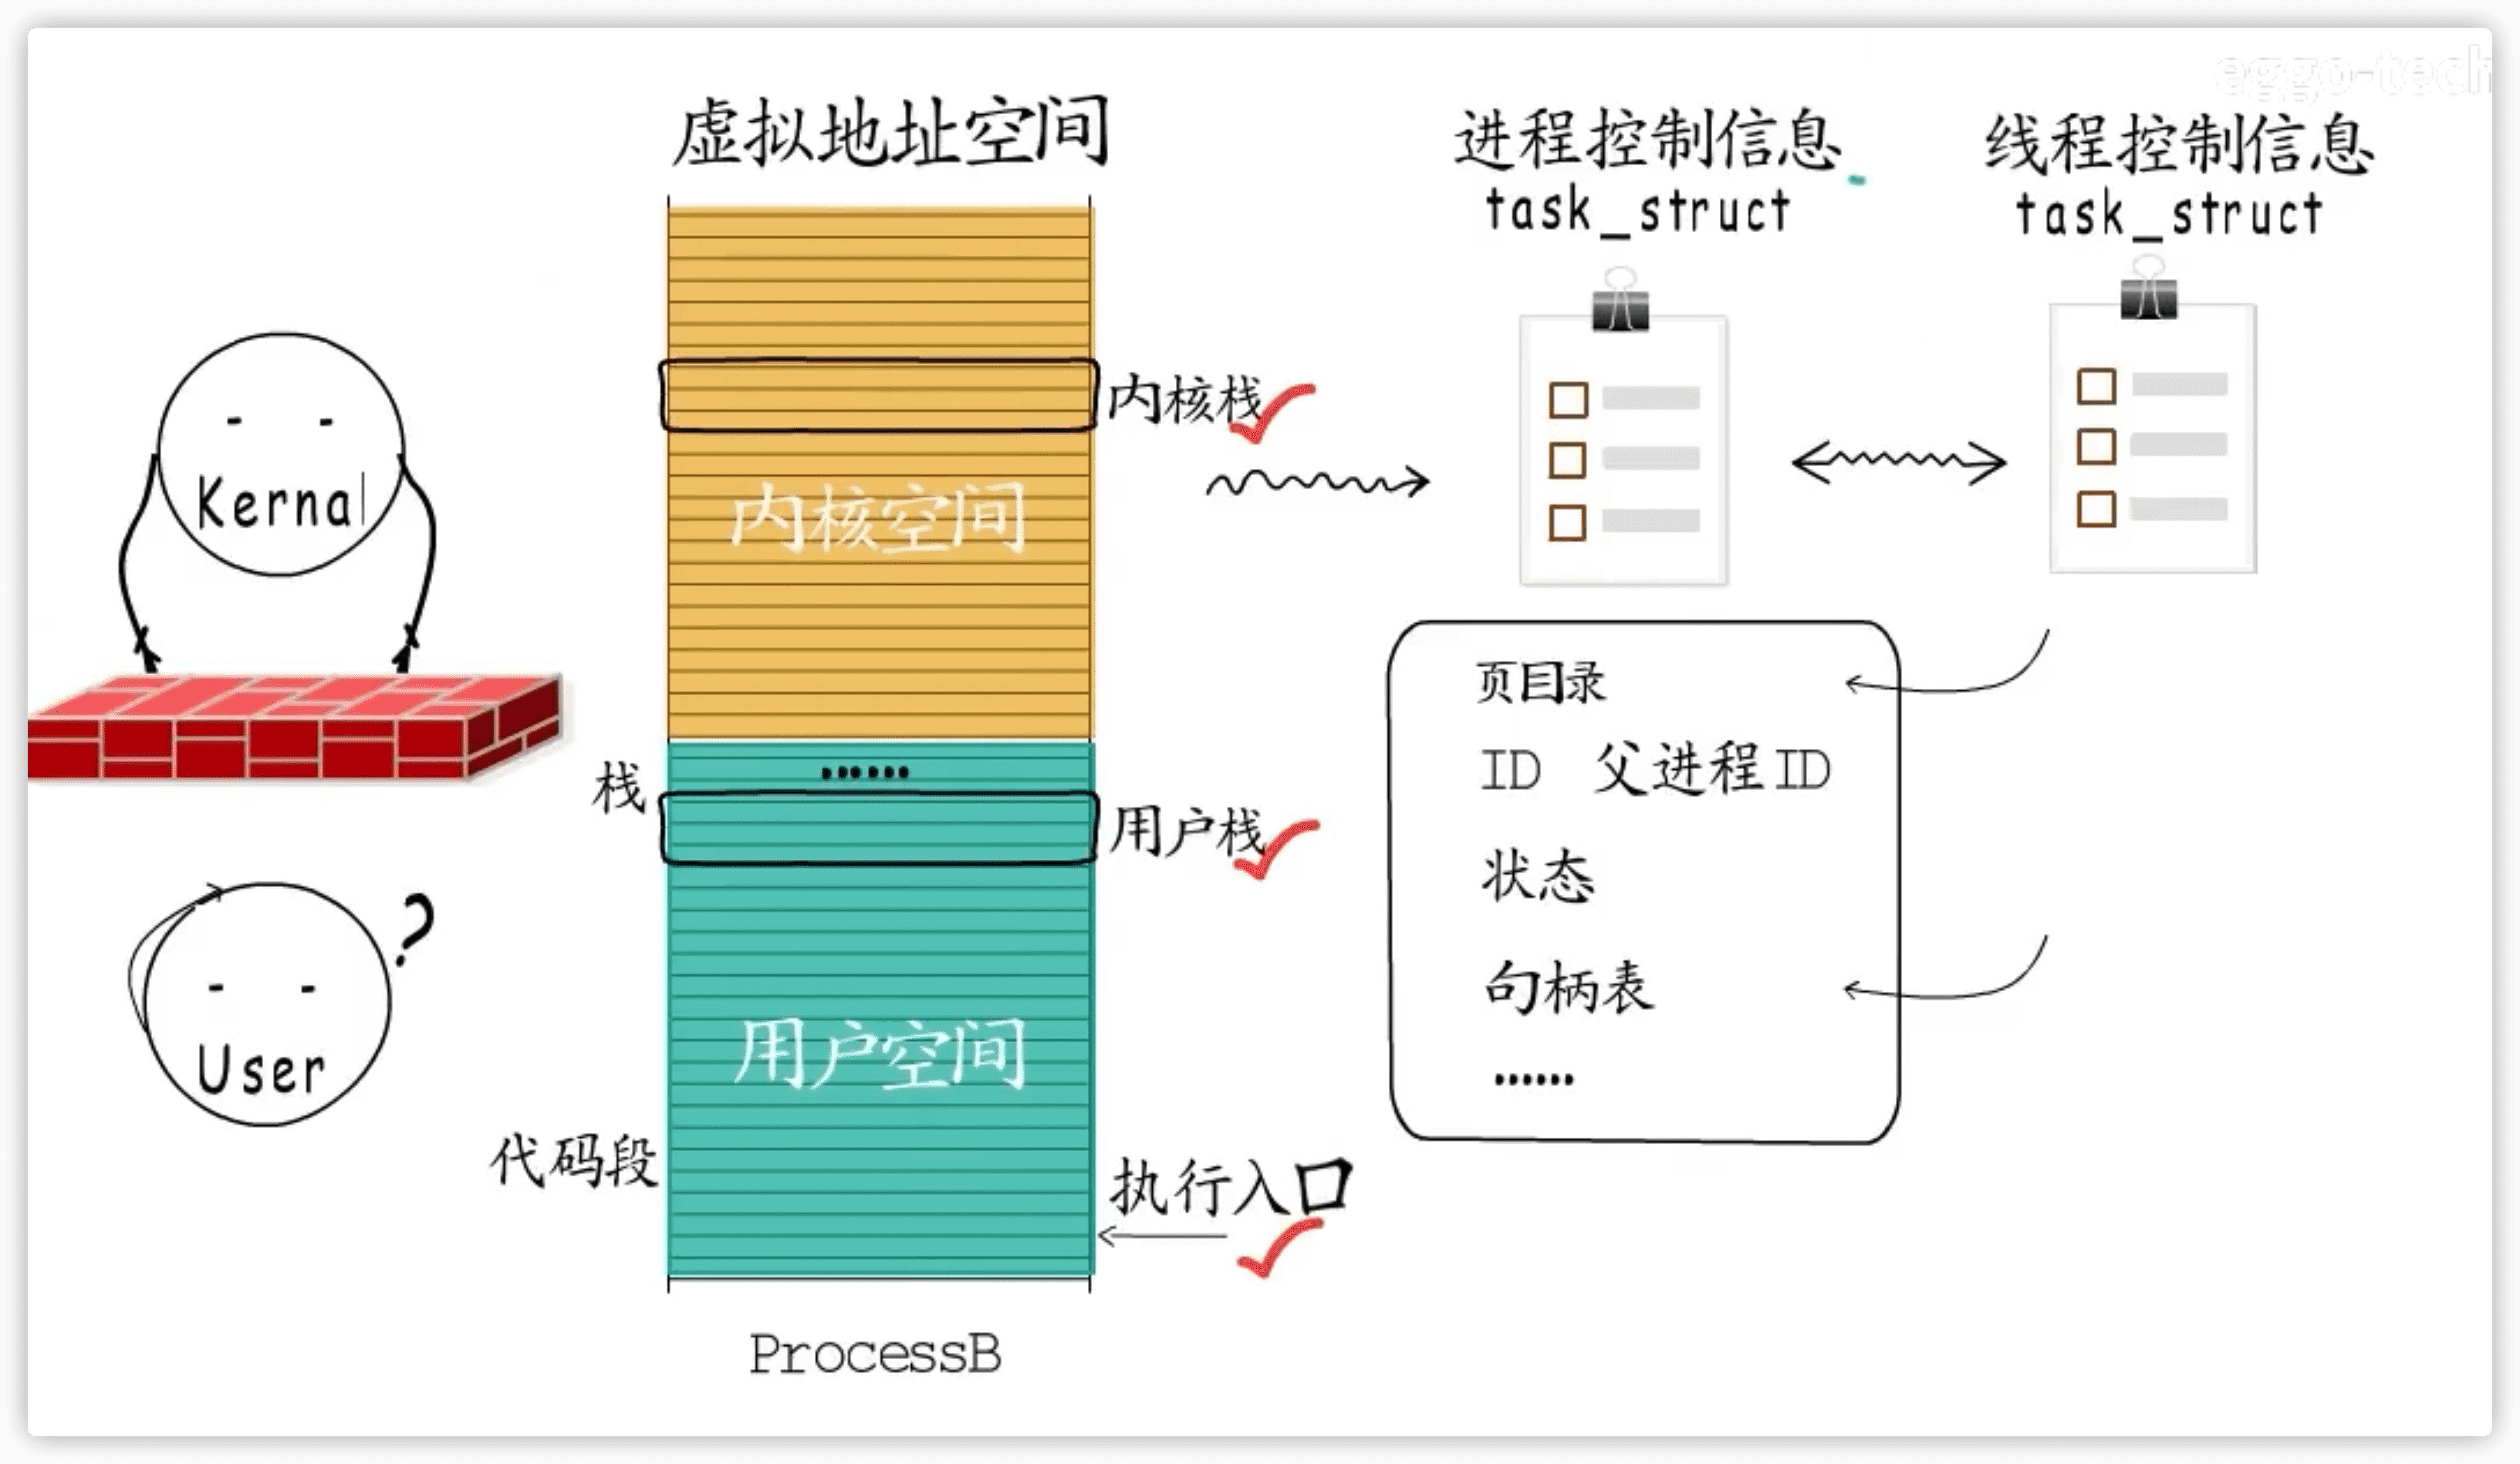 eggo-tech
虚拟地址空间
进程控制信息
task_struct
线程控制信息
task_struct
内核栈
Kernal
内核空间
页目录
ID 父进程ID
栈
......
用户栈
状态
?
句柄表
User
用户空间
......
代码段
执行入口
ProcessB